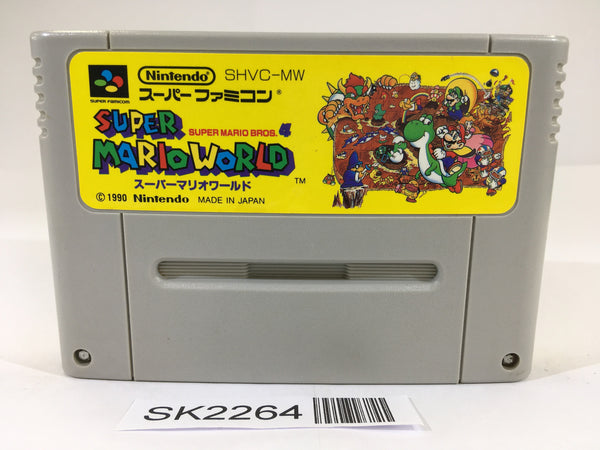 Nintendo SHVC-MW
SUPER FAMICOM スーパーファミコン®
SUPER SUPER MARIO BROS. 4
MARIO WORLD
スーパーマリオワールド TM
© 1990 Nintendo MADE IN JAPAN
SK2264